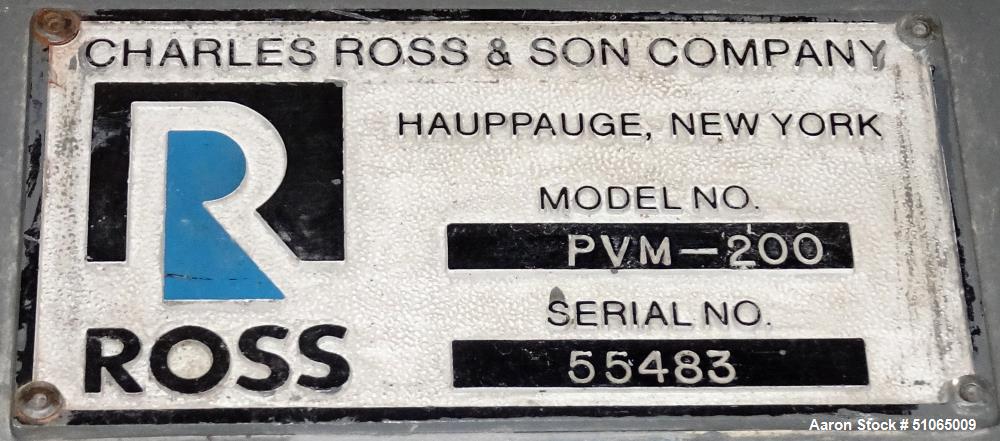 CHARLES ROSS & SON COMPANY
R
HAUPPAUGE, NEW YORK
MODEL NO.
PVM-200
SERIAL NO.
55483
ROSS
Aaron Stock # 51065009